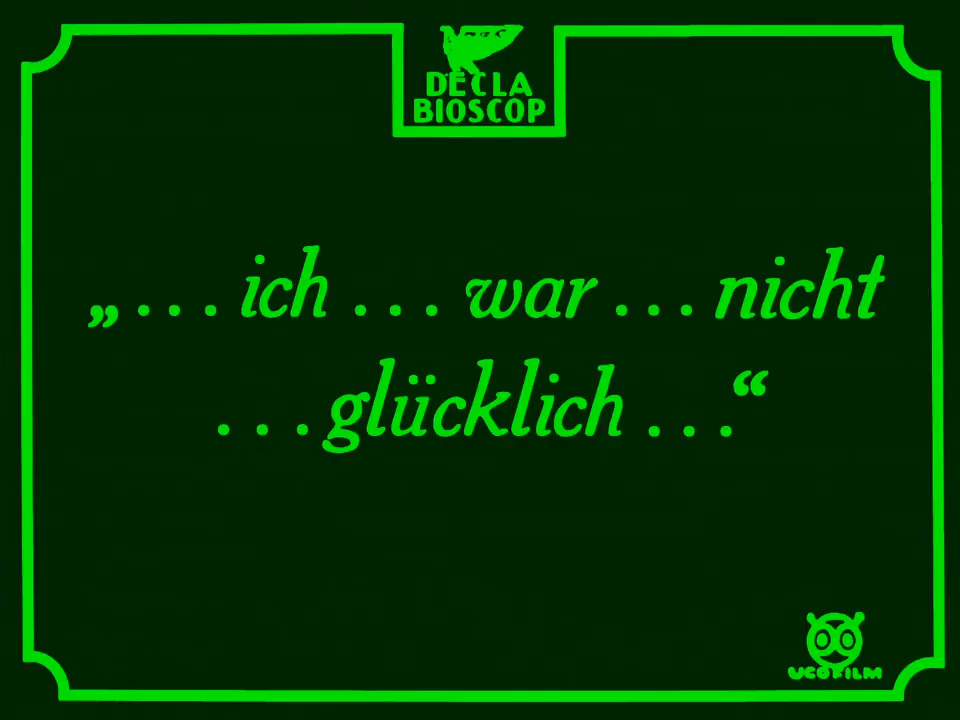 DECLA
BIOSCOP
„... ich ... war ... nicht
... glücklich ...“
UCOFILM